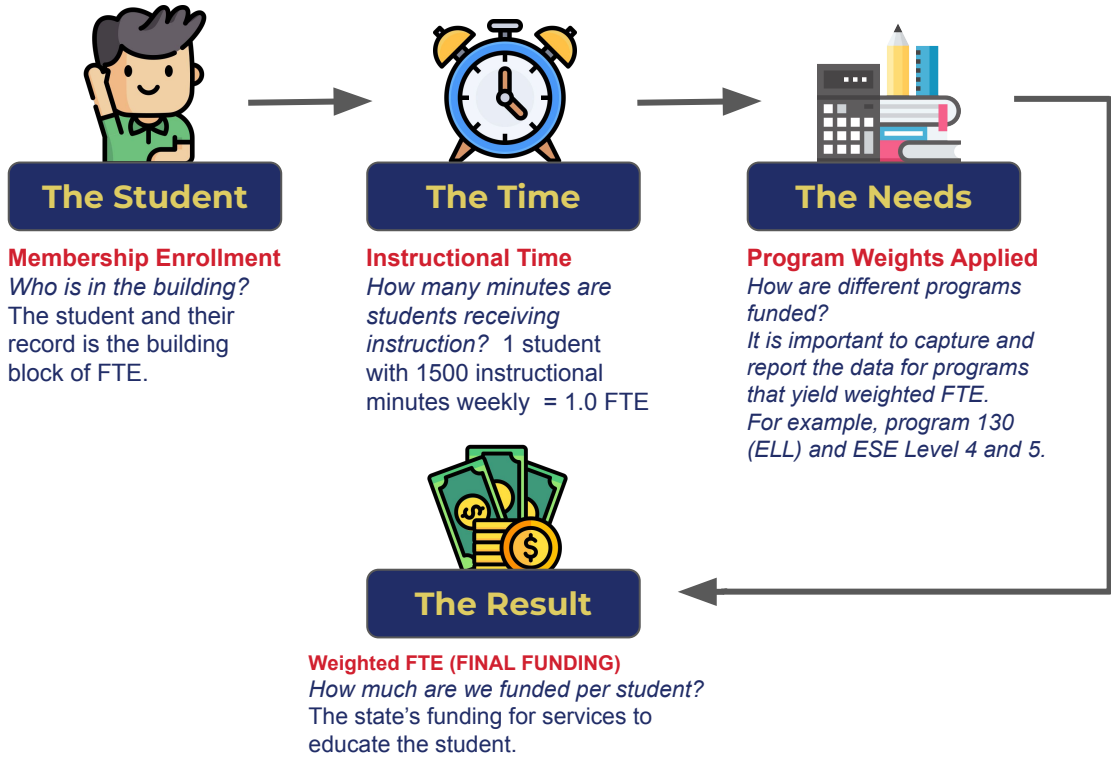 The Student
Membership Enrollment
Who is in the building?
The student and their
record is the building
block of FTE.
The Time
Instructional Time
How many minutes are
students receiving
instruction? 1 student
with 1500 instructional
minutes weekly = 1.0 FTE
The Needs
Program Weights Applied
How are different programs
funded?
It is important to capture and
report the data for programs
that yield weighted FTE.
For example, program 130
(ELL) and ESE Level 4 and 5.
The Result
Weighted FTE (FINAL FUNDING)
How much are we funded per student?
The state's funding for services to
educate the student.